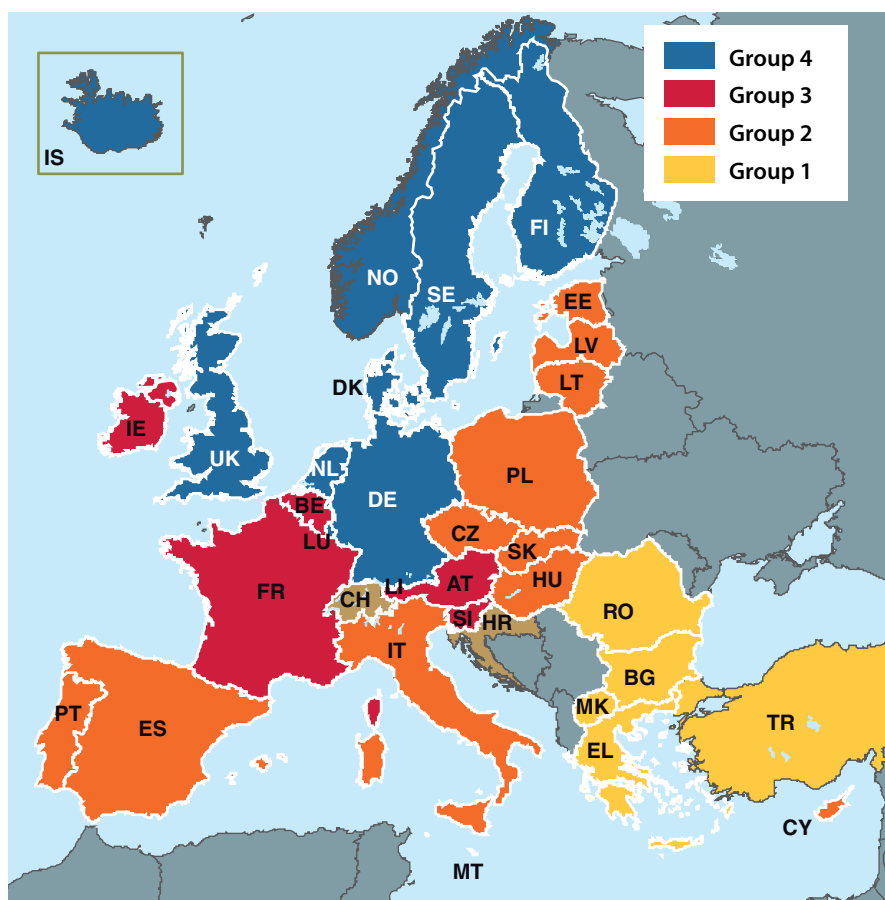 Group 4
Group 3
Group 2
Group 1
IS
FI
NO
SE
EE
LV
LT
DK
IE
UK
NL
PL
DE
BE
CZ
LU
SK
HU
LI
AT
FR
CH
RO
SI
HR
IT
BG
MK
PT
ES
TR
EL
CY
MT